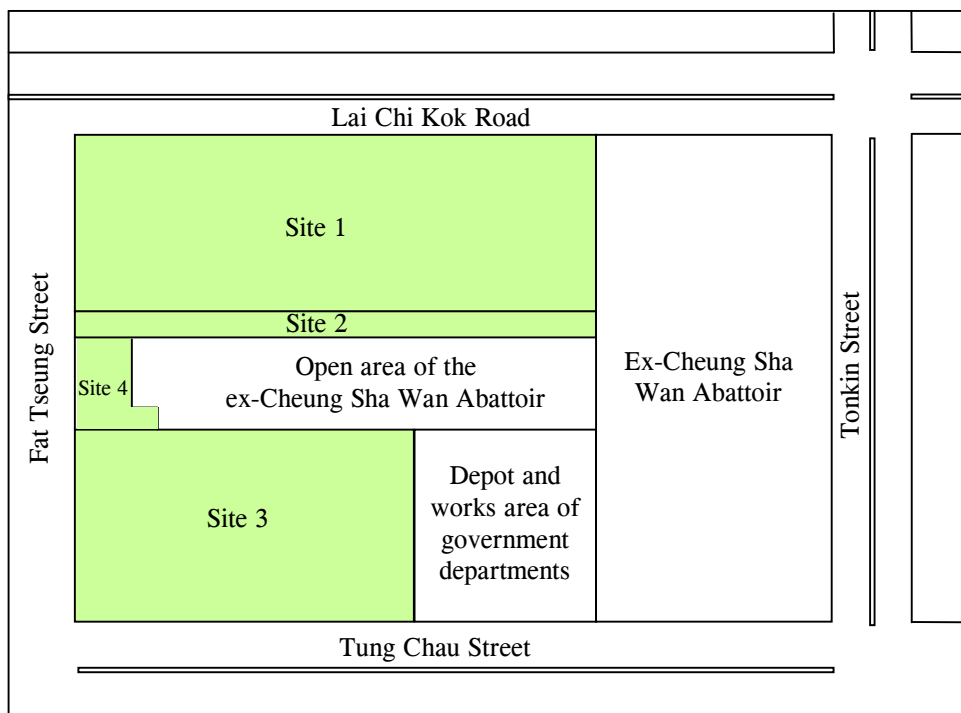 Lai Chi Kok Road
Site 1
Site 2
Site 4
Open area of the
ex-Cheung Sha Wan Abattoir
Ex-Cheung Sha
Wan Abattoir
Fat Tseung Street
Tonkin Street
Site 3
Depot and
works area of
government
departments
Tung Chau Street